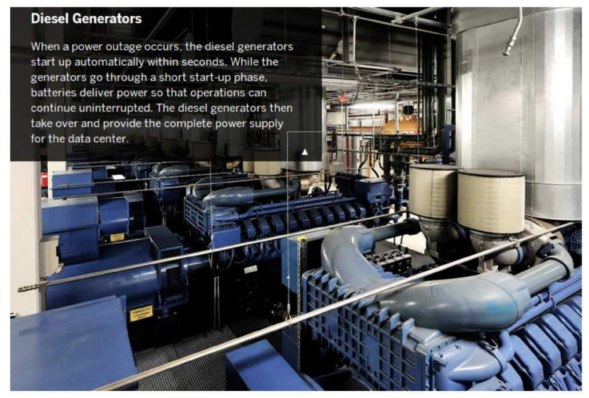 Diesel Generators
When a power outage occurs, the diesel generators
start up automatically within seconds. While the
generators go through a short start-up phase,
batteries deliver power so that operations can
continue uninterrupted. The diesel generators then
take over and provide the complete power supply
for the data center.